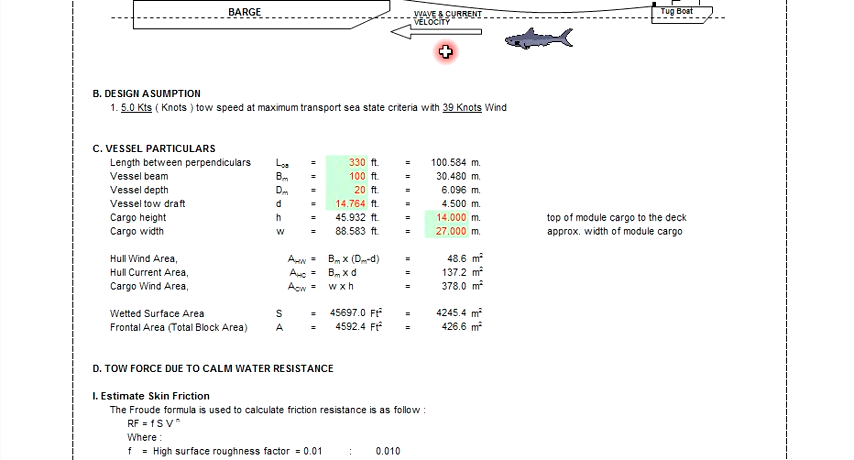 BARGE
WAVE & CURRENT
VELOCITY
Tug Boat
B. DESIGN ASUMPTION
1. 5.0 Kts ( Knots ) tow speed at maximum transport sea state criteria with 39 Knots Wind
C. VESSEL PARTICULARS
Length between perpendiculars Loa = 330 ft. = 100.584 m.
Vessel beam Bm = 100 ft. = 30.480 m.
Vessel depth Dm = 20 ft. = 6.096 m.
Vessel tow draft d = 14.764 ft. = 4.500 m.
Cargo height h = 45.932 ft. = 14.000 m. top of module cargo to the deck
Cargo width w = 88.583 ft. = 27.000 m. approx. width of module cargo
Hull Wind Area, AHW = Bm x (Dm-d) = 48.6 m²
Hull Current Area, AHC = Bm x d = 137.2 m²
Cargo Wind Area, ACW = w x h = 378.0 m²
Wetted Surface Area S = 45697.0 Ft² = 4245.4 m²
Frontal Area (Total Block Area) A = 4592.4 Ft² = 426.6 m²
D. TOW FORCE DUE TO CALM WATER RESISTANCE
I. Estimate Skin Friction
The Froude formula is used to calculate friction resistance is as follow :
RF = f S V ⁿ
Where :
f = High surface roughness factor = 0.01 : 0.010